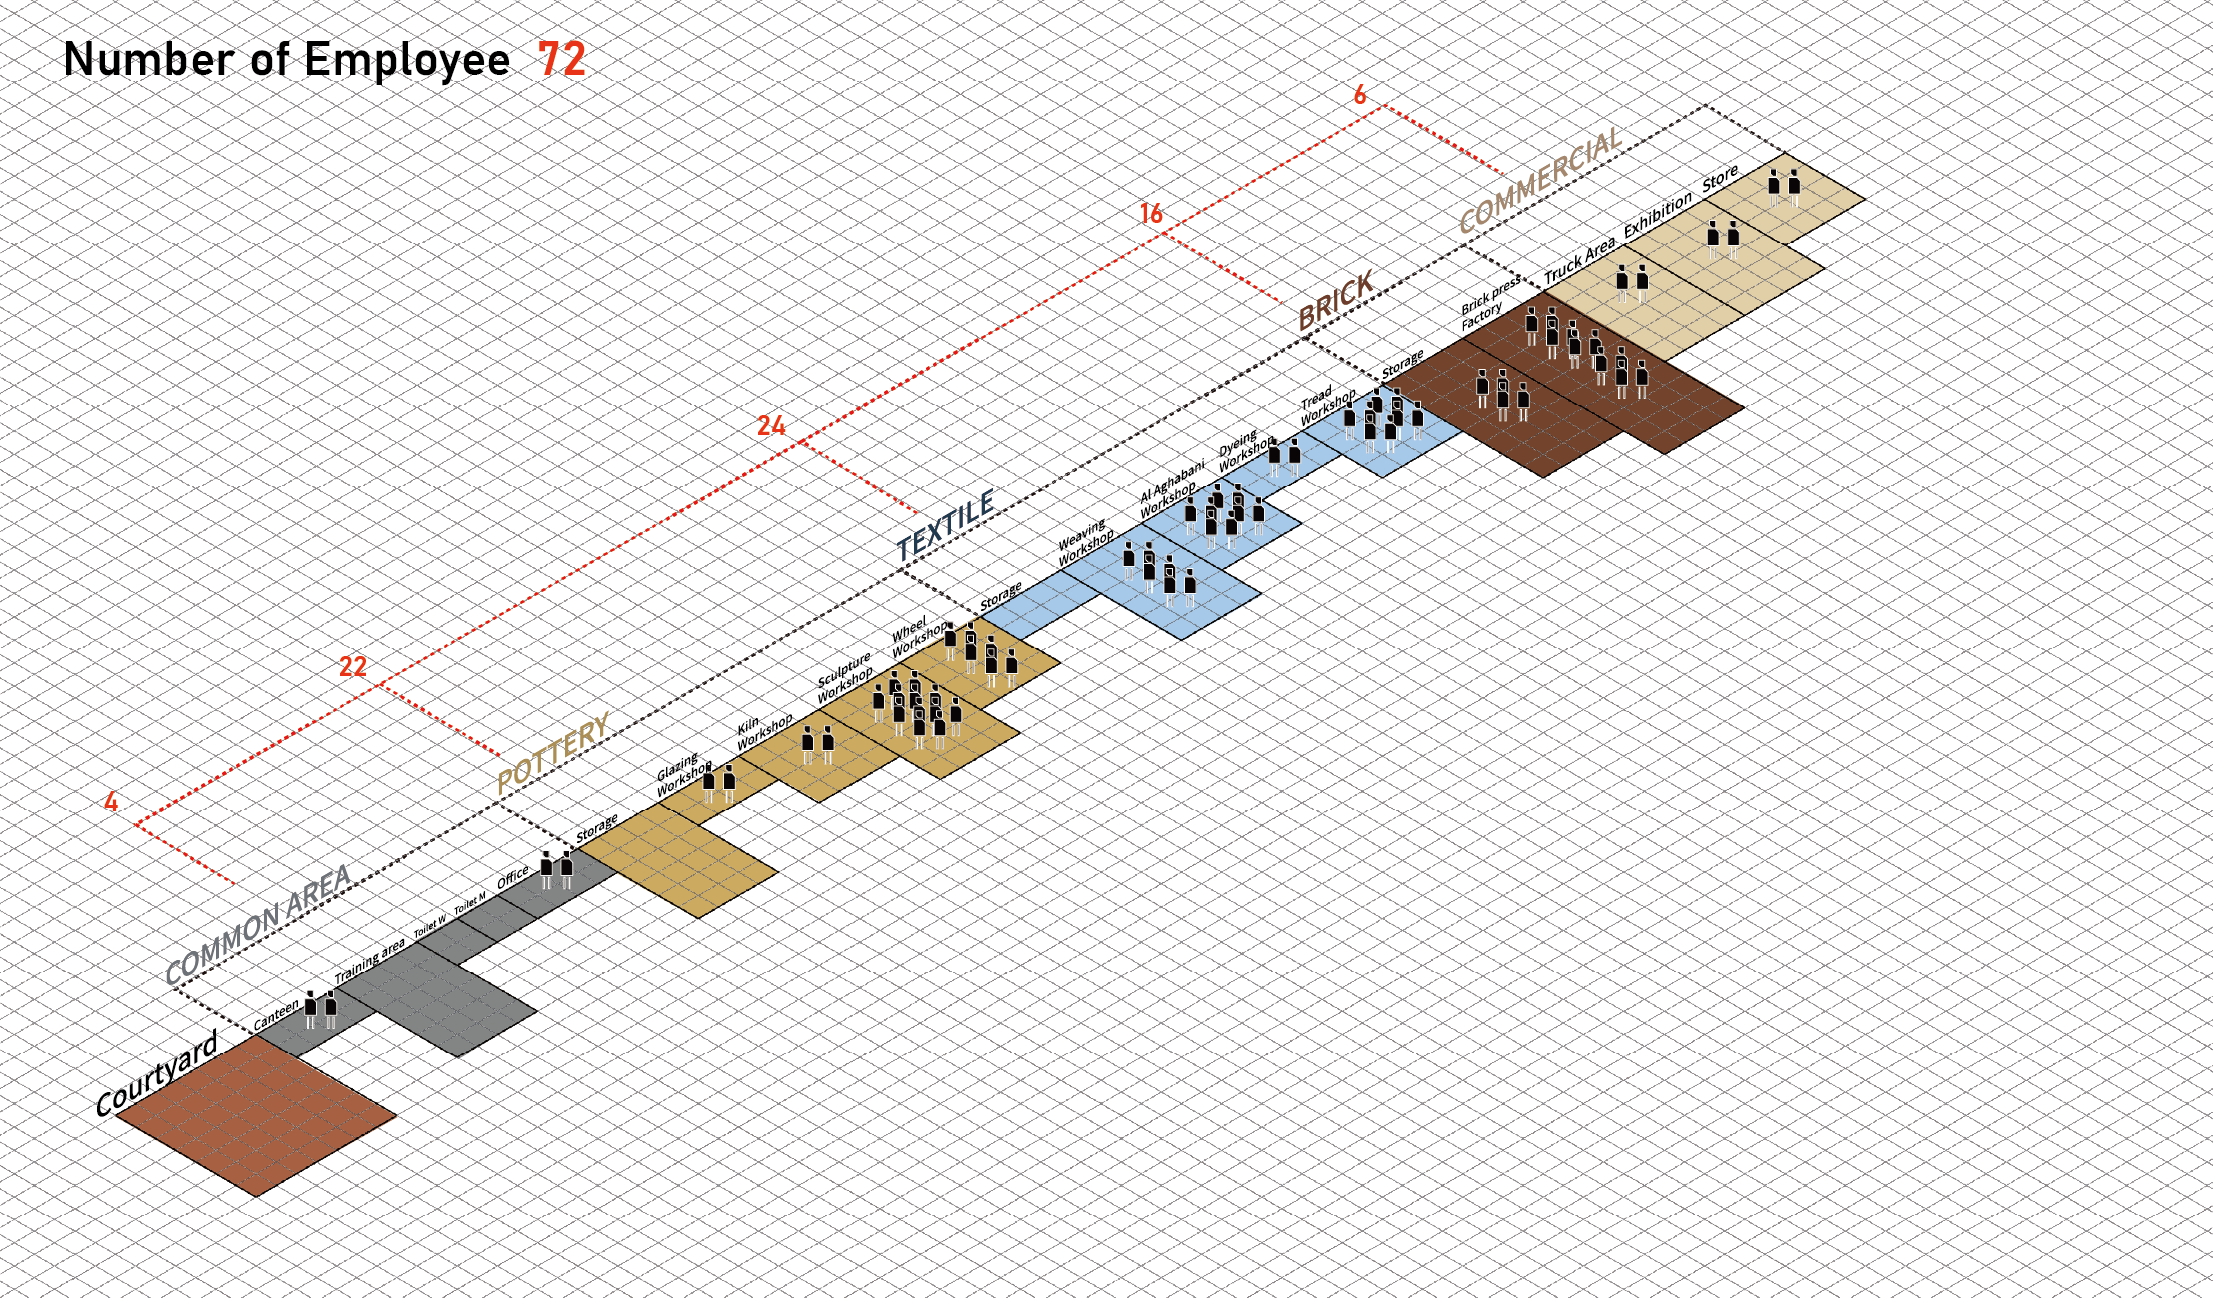 Number of Employee 72
6
16
24
22
4
COMMERCIAL
BRICK
TEXTILE
POTTERY
COMMON AREA
Store
Exhibition
Truck Area
Brick press
Factory
Storage
Tread
Workshop
Dyeing
Workshop
Al Aghabani
Workshop
Weaving
Workshop
Storage
Wheel
Workshop
Sculpture
Workshop
Kiln
Workshop
Glazing
Workshop
Storage
Office
Toilet M
Toilet W
Training area
Canteen
Courtyard